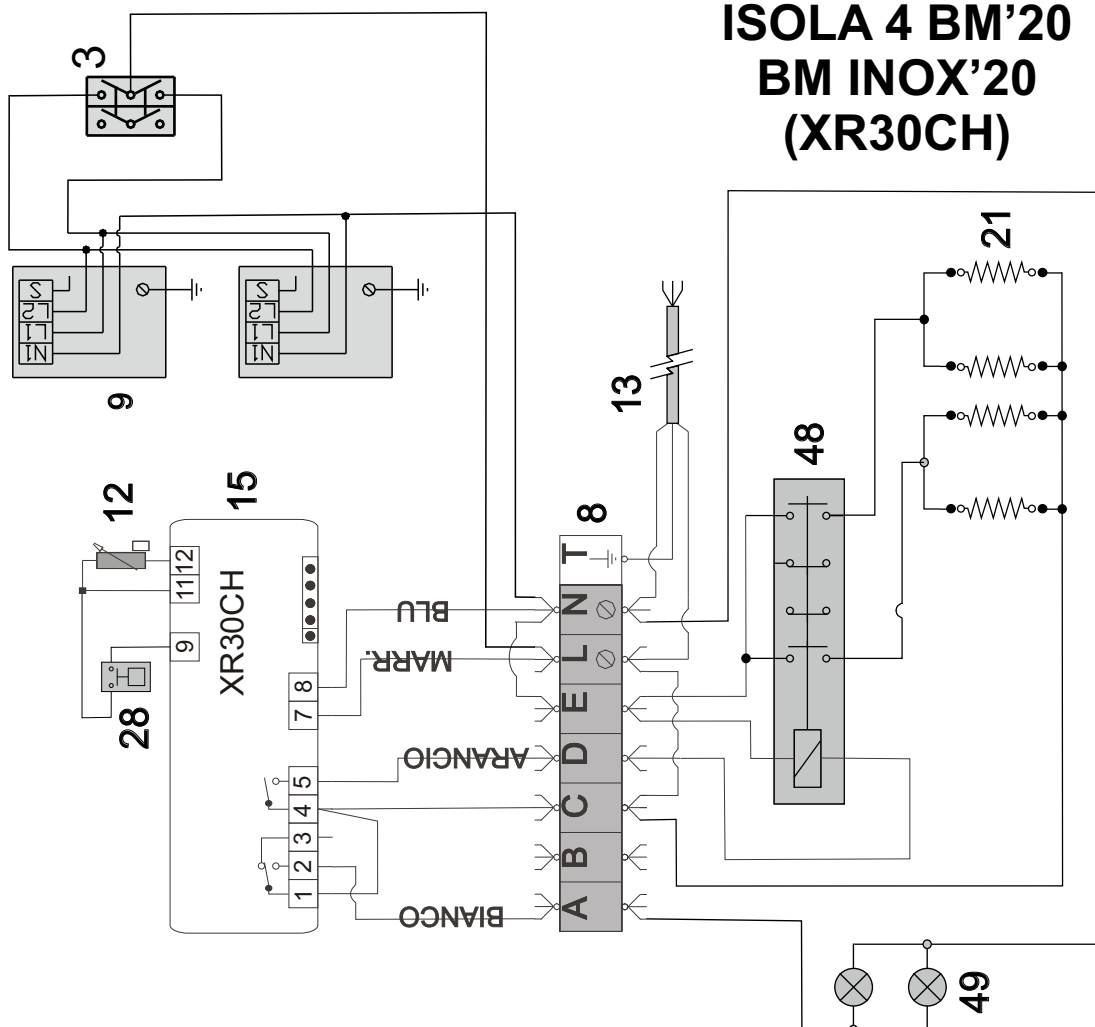 ISOLA 4 BM'20
BM INOX'20
(XR30CH)
3
S
L2
L1
N1
S
L2
L1
N1
9
21
13
48
12
15
8
11 12
9
XR30CH
28
8
7
5
4
3
2
1
BLU
MARR.
ARANCIO
BIANCO
T
N
L
E
D
C
B
A
49